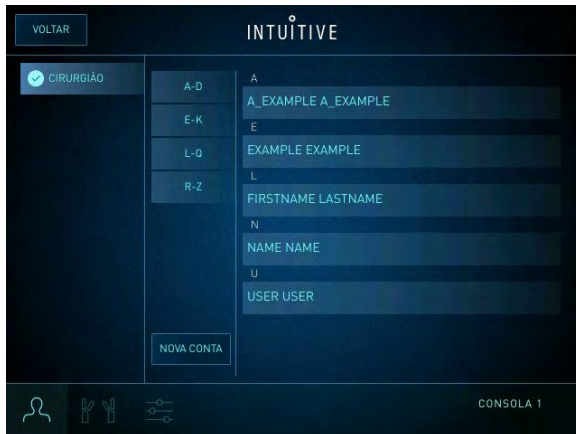 VOLTAR
INTUITIVE
CIRURGIÃO
A-D
E-K
L-Q
R-Z
NOVA CONTA
A
A_EXAMPLE A_EXAMPLE
E
EXAMPLE EXAMPLE
L
FIRSTNAME LASTNAME
N
NAME NAME
U
USER USER
CONSOLA 1